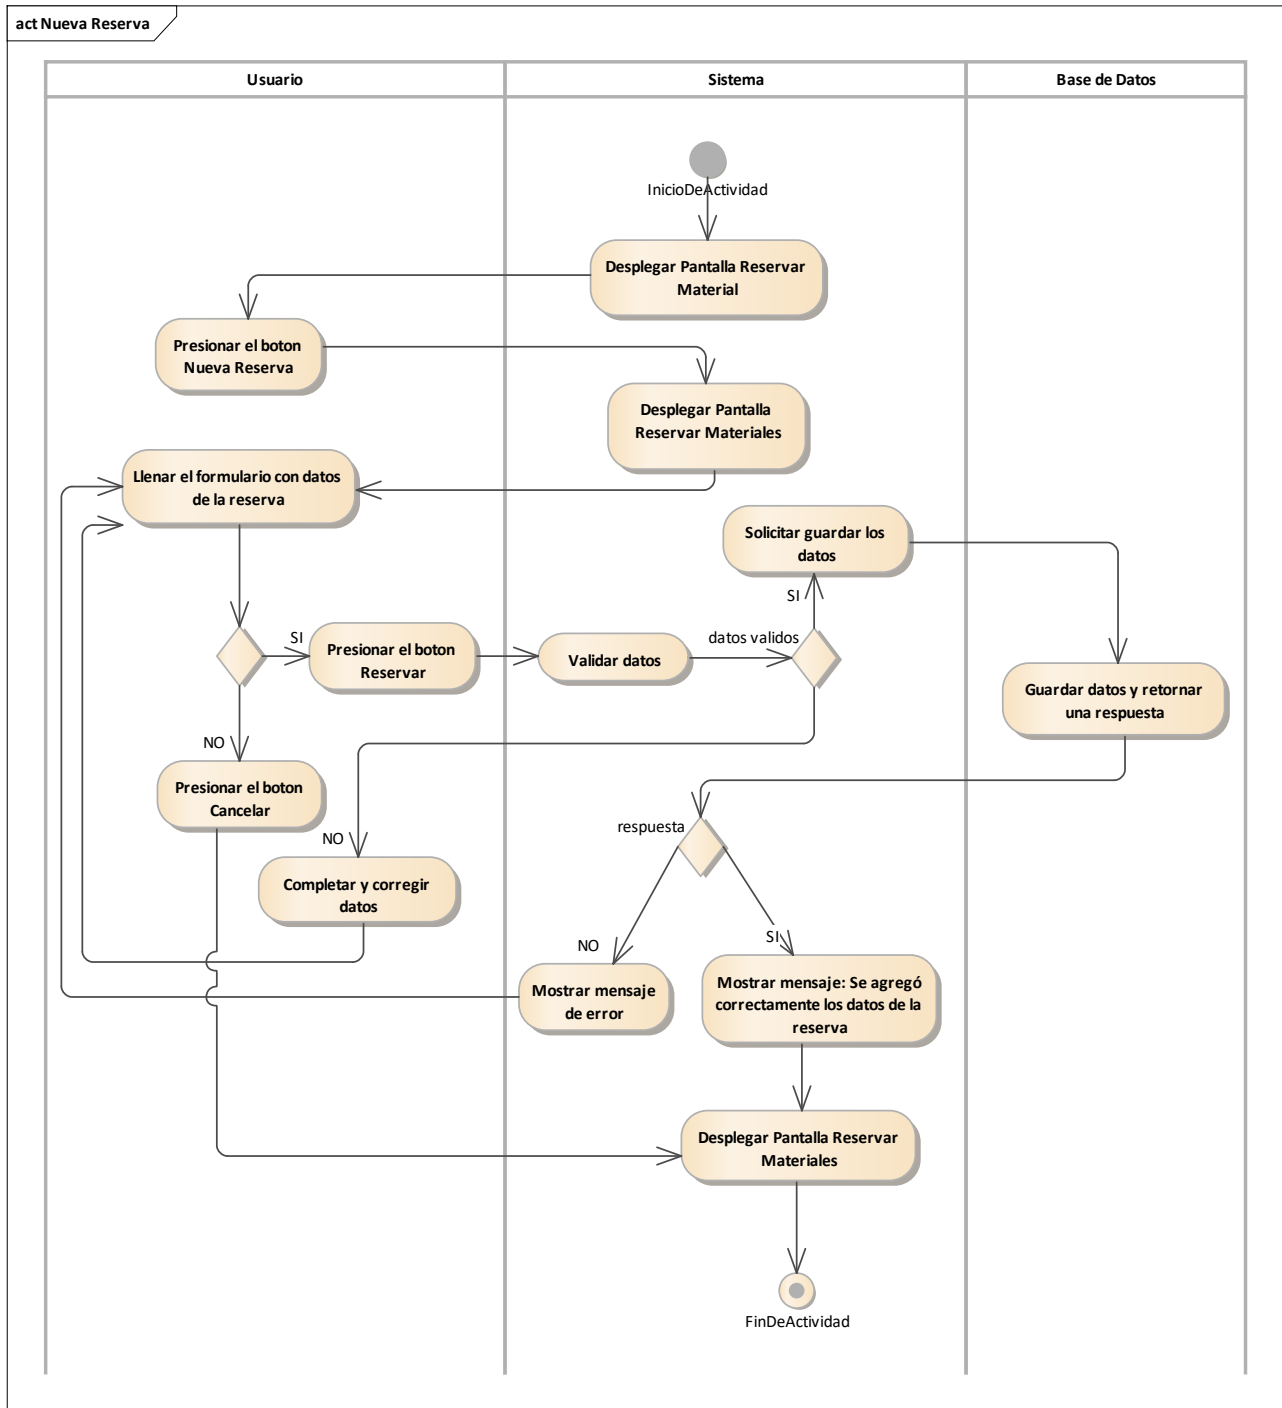 act Nueva Reserva
Usuario
Sistema
Base de Datos
InicioDeActividad
Desplegar Pantalla Reservar
Material
Presionar el boton
Nueva Reserva
Desplegar Pantalla
Reservar Materiales
Llenar el formulario con datos
de la reserva
Solicitar guardar los
datos
SI
datos validos
SI
Presionar el boton
Reservar
Validar datos
Guardar datos y retornar
una respuesta
NO
Presionar el boton
Cancelar
NO
respuesta
Completar y corregir
datos
NO
SI
Mostrar mensaje
de error
Mostrar mensaje: Se agregó
correctamente los datos de la
reserva
Desplegar Pantalla Reservar
Materiales
FinDeActividad